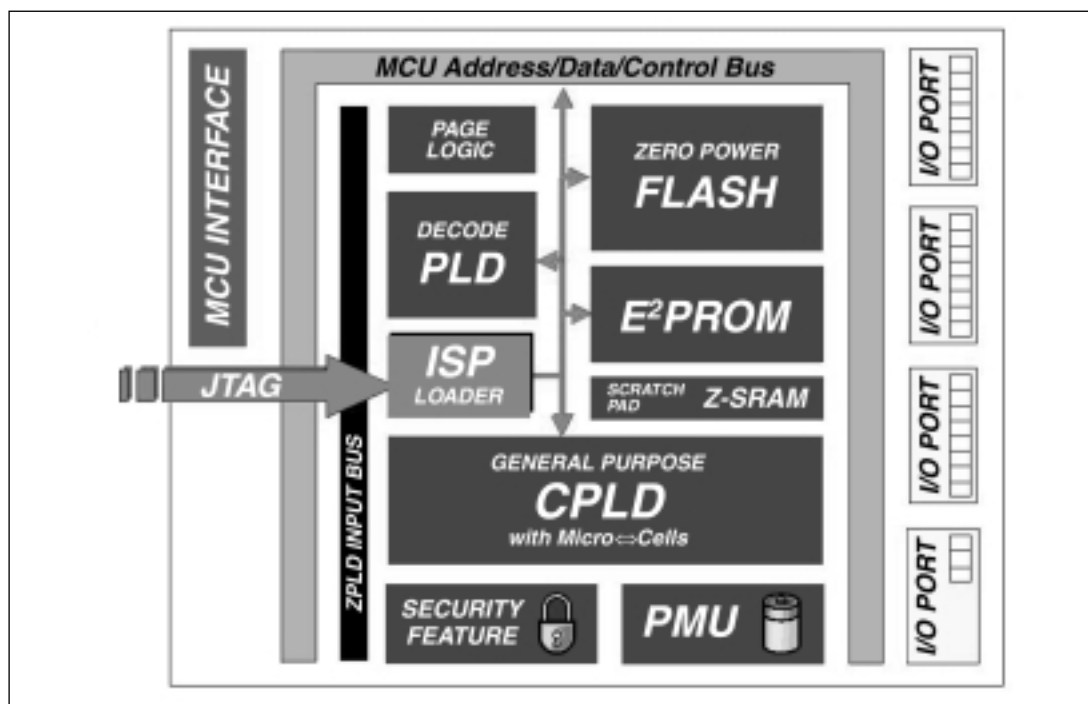 MCU Address/Data/Control Bus
MCU INTERFACE
PAGE
LOGIC
ZERO POWER
FLASH
DECODE
PLD
E²PROM
ISP
LOADER
JTAG
SCRATCH
PAD
Z-SRAM
GENERAL PURPOSE
CPLD
with Micro⇔Cells
ZPLD INPUT BUS
SECURITY
FEATURE
PMU
I/O PORT
I/O PORT
I/O PORT
I/O PORT